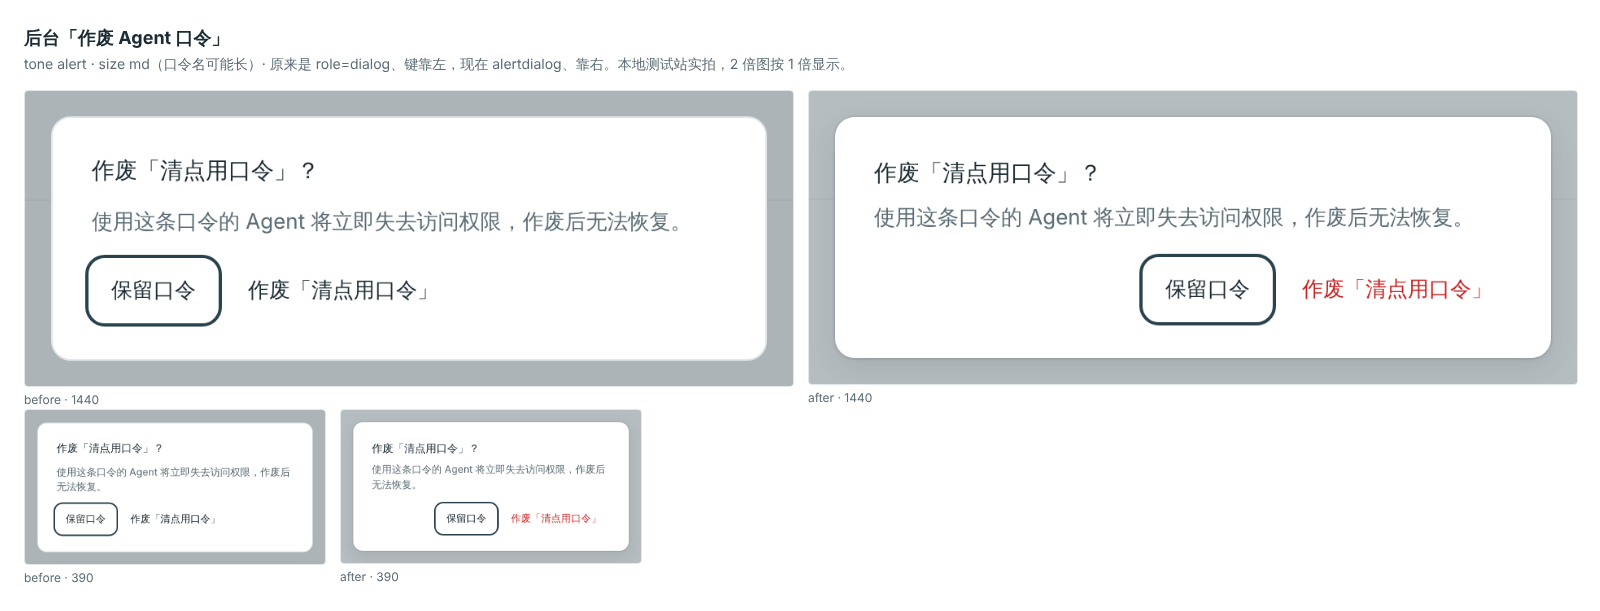 后台「作废 Agent 口令」
tone alert · size md（口令名可能长）· 原来是 role=dialog、键靠左，现在 alertdialog、靠右。本地测试站实拍，2 倍图按 1 倍显示。
作废「清点用口令」？
使用这条口令的 Agent 将立即失去访问权限，作废后无法恢复。
保留口令 作废「清点用口令」
before · 1440
作废「清点用口令」？
使用这条口令的 Agent 将立即失去访问权限，作废后无法恢复。
保留口令 作废「清点用口令」
after · 1440
作废「清点用口令」？
使用这条口令的 Agent 将立即失去访问权限，作废后
无法恢复。
保留口令 作废「清点用口令」
before · 390
作废「清点用口令」？
使用这条口令的 Agent 将立即失去访问权限，作废后
无法恢复。
保留口令 作废「清点用口令」
after · 390